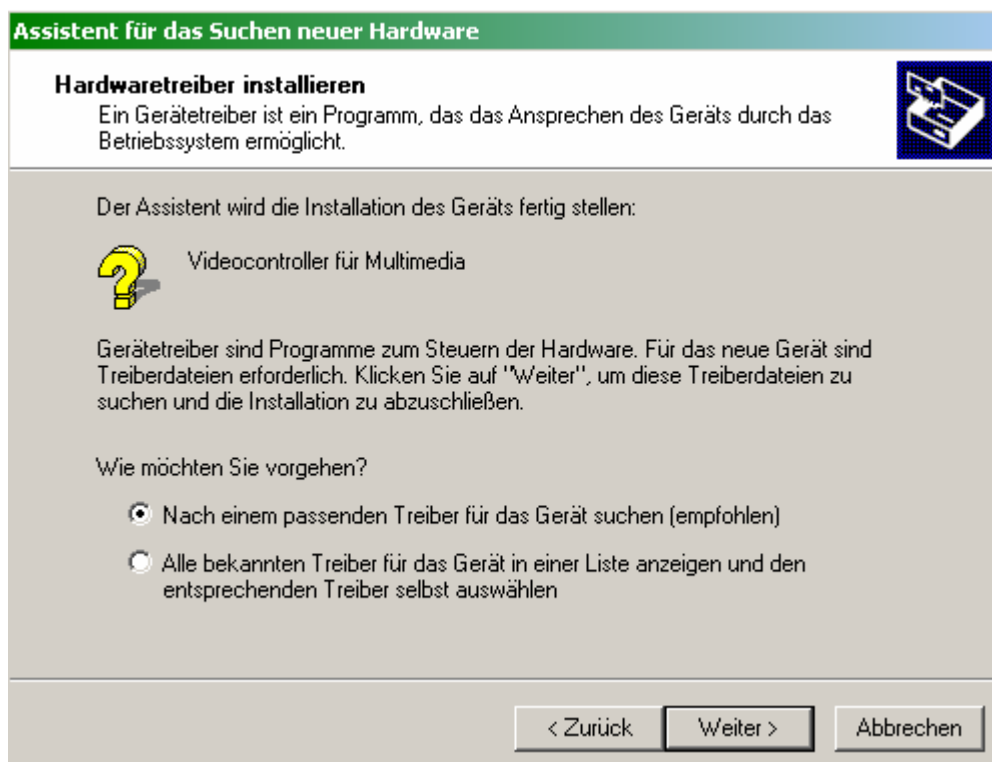 Assistent für das Suchen neuer Hardware
Hardwaretreiber installieren
Ein Gerätetreiber ist ein Programm, das das Ansprechen des Geräts durch das
Betriebssystem ermöglicht.
Der Assistent wird die Installation des Geräts fertig stellen:
Videocontroller für Multimedia
Gerätetreiber sind Programme zum Steuern der Hardware. Für das neue Gerät sind
Treiberdateien erforderlich. Klicken Sie auf "Weiter", um diese Treiberdateien zu
suchen und die Installation zu abzuschließen.
Wie möchten Sie vorgehen?
Nach einem passenden Treiber für das Gerät suchen (empfohlen)
Alle bekannten Treiber für das Gerät in einer Liste anzeigen und den
entsprechenden Treiber selbst auswählen
< Zurück
Weiter >
Abbrechen